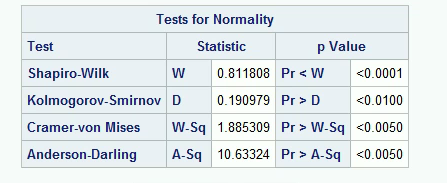 Tests for Normality
Test Statistic p Value
Shapiro-Wilk W 0.811808 Pr < W <0.0001
Kolmogorov-Smirnov D 0.190979 Pr > D <0.0100
Cramer-von Mises W-Sq 1.885309 Pr > W-Sq <0.0050
Anderson-Darling A-Sq 10.63324 Pr > A-Sq <0.0050